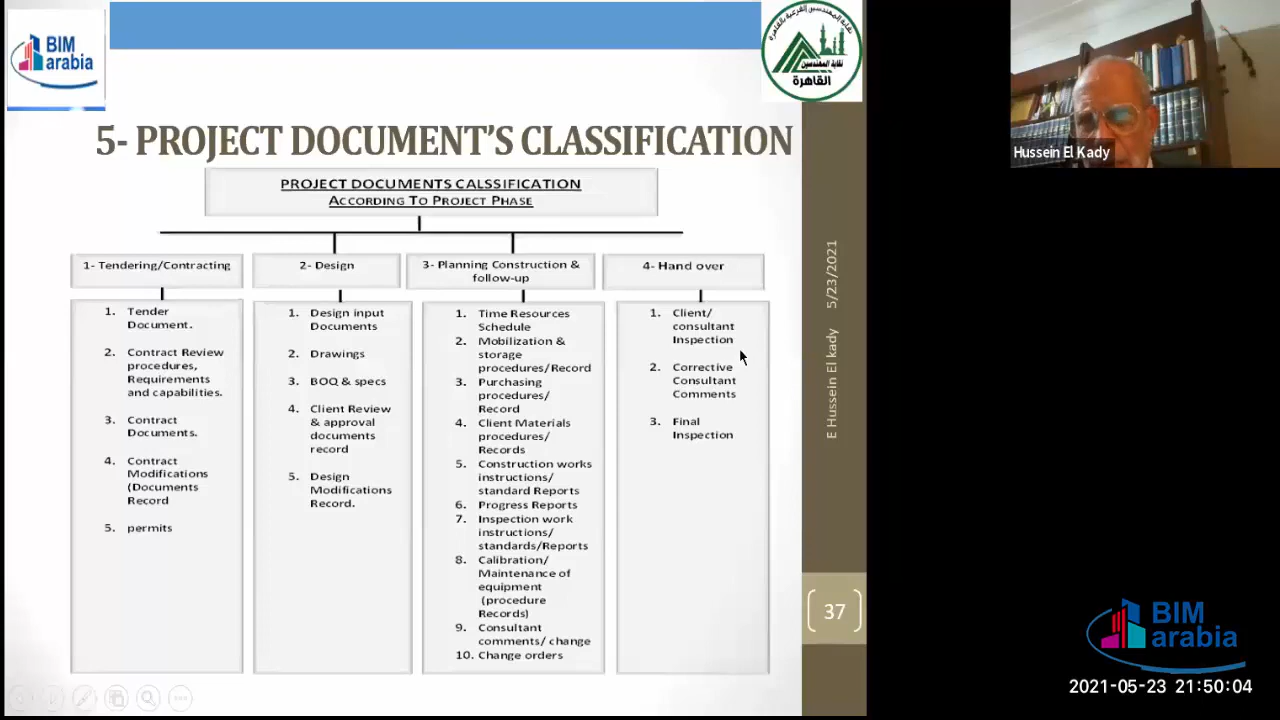 BIM
arabia
نقابة المهندسين الفرعية بالقاهرة
نقابة المهندسين
القاهرة
5- PROJECT DOCUMENT’S CLASSIFICATION
PROJECT DOCUMENTS CALSSIFICATION
ACCORDING TO PROJECT PHASE
1- Tendering/Contracting
1. Tender
Document.
2. Contract Review
procedures,
Requirements
and capabilities.
3. Contract
Documents.
4. Contract
Modifications
(Documents
Record
5. permits
2- Design
1. Design input
Documents
2. Drawings
3. BOQ & specs
4. Client Review
& approval
documents
record
5. Design
Modifications
Record.
3- Planning Construction &
follow-up
1. Time Resources
Schedule
2. Mobilization &
storage
procedures/Record
3. Purchasing
procedures/
Record
4. Client Materials
procedures/
Records
5. Construction works
instructions/
standard Reports
6. Progress Reports
7. Inspection work
instructions/
standards/Reports
8. Calibration/
Maintenance of
equipment
(procedure
Records)
9. Consultant
comments/ change
10. Change orders
4- Hand over
1. Client/
consultant
Inspection
2. Corrective
Consultant
Comments
3. Final
Inspection
E Hussein El kady 5/23/2021
37
Hussein El Kady
BIM
arabia
2021-05-23 21:50:04